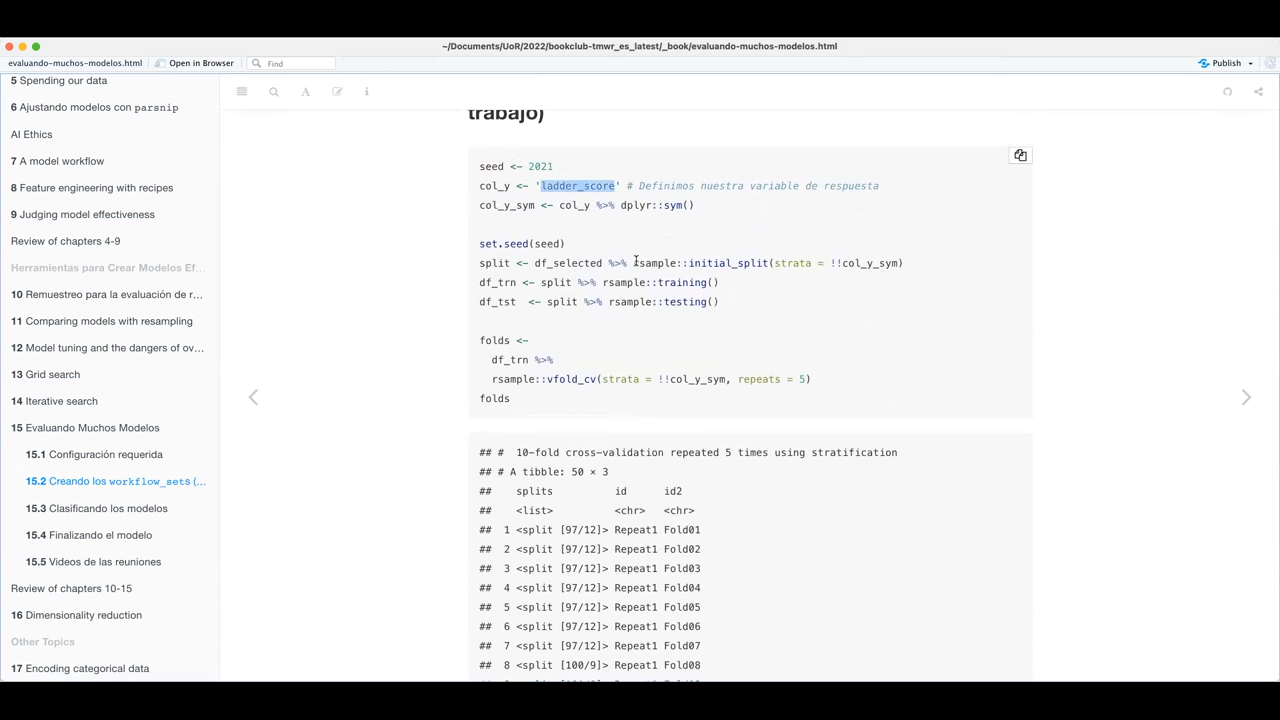 ~/Documents/UoR/2022/bookclub-tmwr_es_latest/_book/evaluando-muchos-modelos.html
evaluando-muchos-modelos.html
Open in Browser
Find
Publish
5 Spending our data
6 Ajustando modelos con parsnip
AI Ethics
7 A model workflow
8 Feature engineering with recipes
9 Judging model effectiveness
Review of chapters 4-9
Herramientas para Crear Modelos Ef...
10 Remuestreo para la evaluación de r...
11 Comparing models with resampling
12 Model tuning and the dangers of ov...
13 Grid search
14 Iterative search
15 Evaluando Muchos Modelos
15.1 Configuración requerida
15.2 Creando los workflow_sets (...
15.3 Clasificando los modelos
15.4 Finalizando el modelo
15.5 Videos de las reuniones
Review of chapters 10-15
16 Dimensionality reduction
Other Topics
17 Encoding categorical data
trabajo)
seed <- 2021
col_y <- 'ladder_score' # Definimos nuestra variable de respuesta
col_y_sym <- col_y %>% dplyr::sym()
set.seed(seed)
split <- df_selected %>% rsample::initial_split(strata = !!col_y_sym)
df_trn <- split %>% rsample::training()
df_tst  <- split %>% rsample::testing()
folds <-
  df_trn %>%
  rsample::vfold_cv(strata = !!col_y_sym, repeats = 5)
folds
## #  10-fold cross-validation repeated 5 times using stratification
## # A tibble: 50 × 3
##    splits          id      id2
##    <list>          <chr>   <chr>
##  1 <split [97/12]> Repeat1 Fold01
##  2 <split [97/12]> Repeat1 Fold02
##  3 <split [97/12]> Repeat1 Fold03
##  4 <split [97/12]> Repeat1 Fold04
##  5 <split [97/12]> Repeat1 Fold05
##  6 <split [97/12]> Repeat1 Fold06
##  7 <split [97/12]> Repeat1 Fold07
##  8 <split [100/9]> Repeat1 Fold08